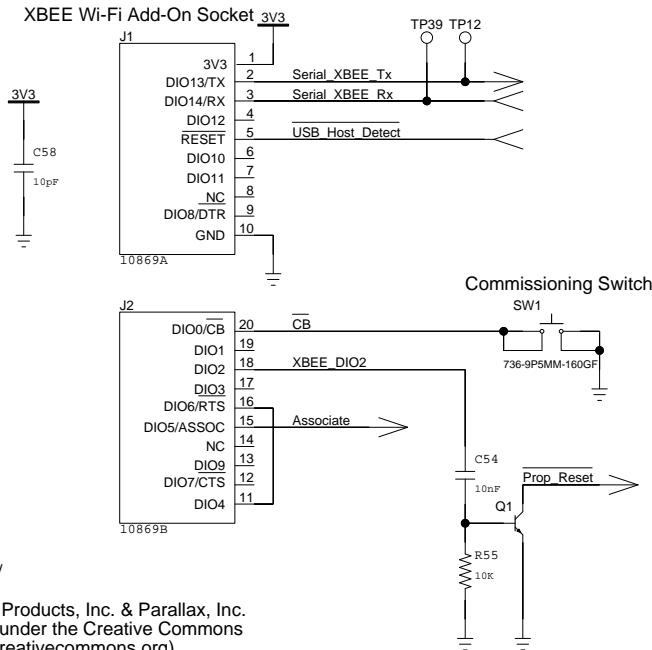 XBEE Wi-Fi Add-On Socket
3V3
TP39 TP12
J1
3V3 1
DIO13/TX 2 Serial_XBEE_Tx
DIO14/RX 3 Serial_XBEE_Rx
DIO12 4
RESET 5 USB_Host_Detect
DIO10 6
DIO11 7
NC 8
DIO8/DTR 9
GND 10
10869A
3V3
C58
10pF
Commissioning Switch
SW1
736-9P5MM-160GF
J2
DIO0/CB 20 CB
DIO1 19
DIO2 18 XBEE_DIO2
DIO3 17
DIO6/RTS 16
DIO5/ASSOC 15 Associate
NC 14
DIO9 13
DIO7/CTS 12
DIO4 11
10869B
C54
10nF
Prop_Reset
Q1
R55
10K
Products, Inc. & Parallax, Inc.
under the Creative Commons
reativecommons.org)